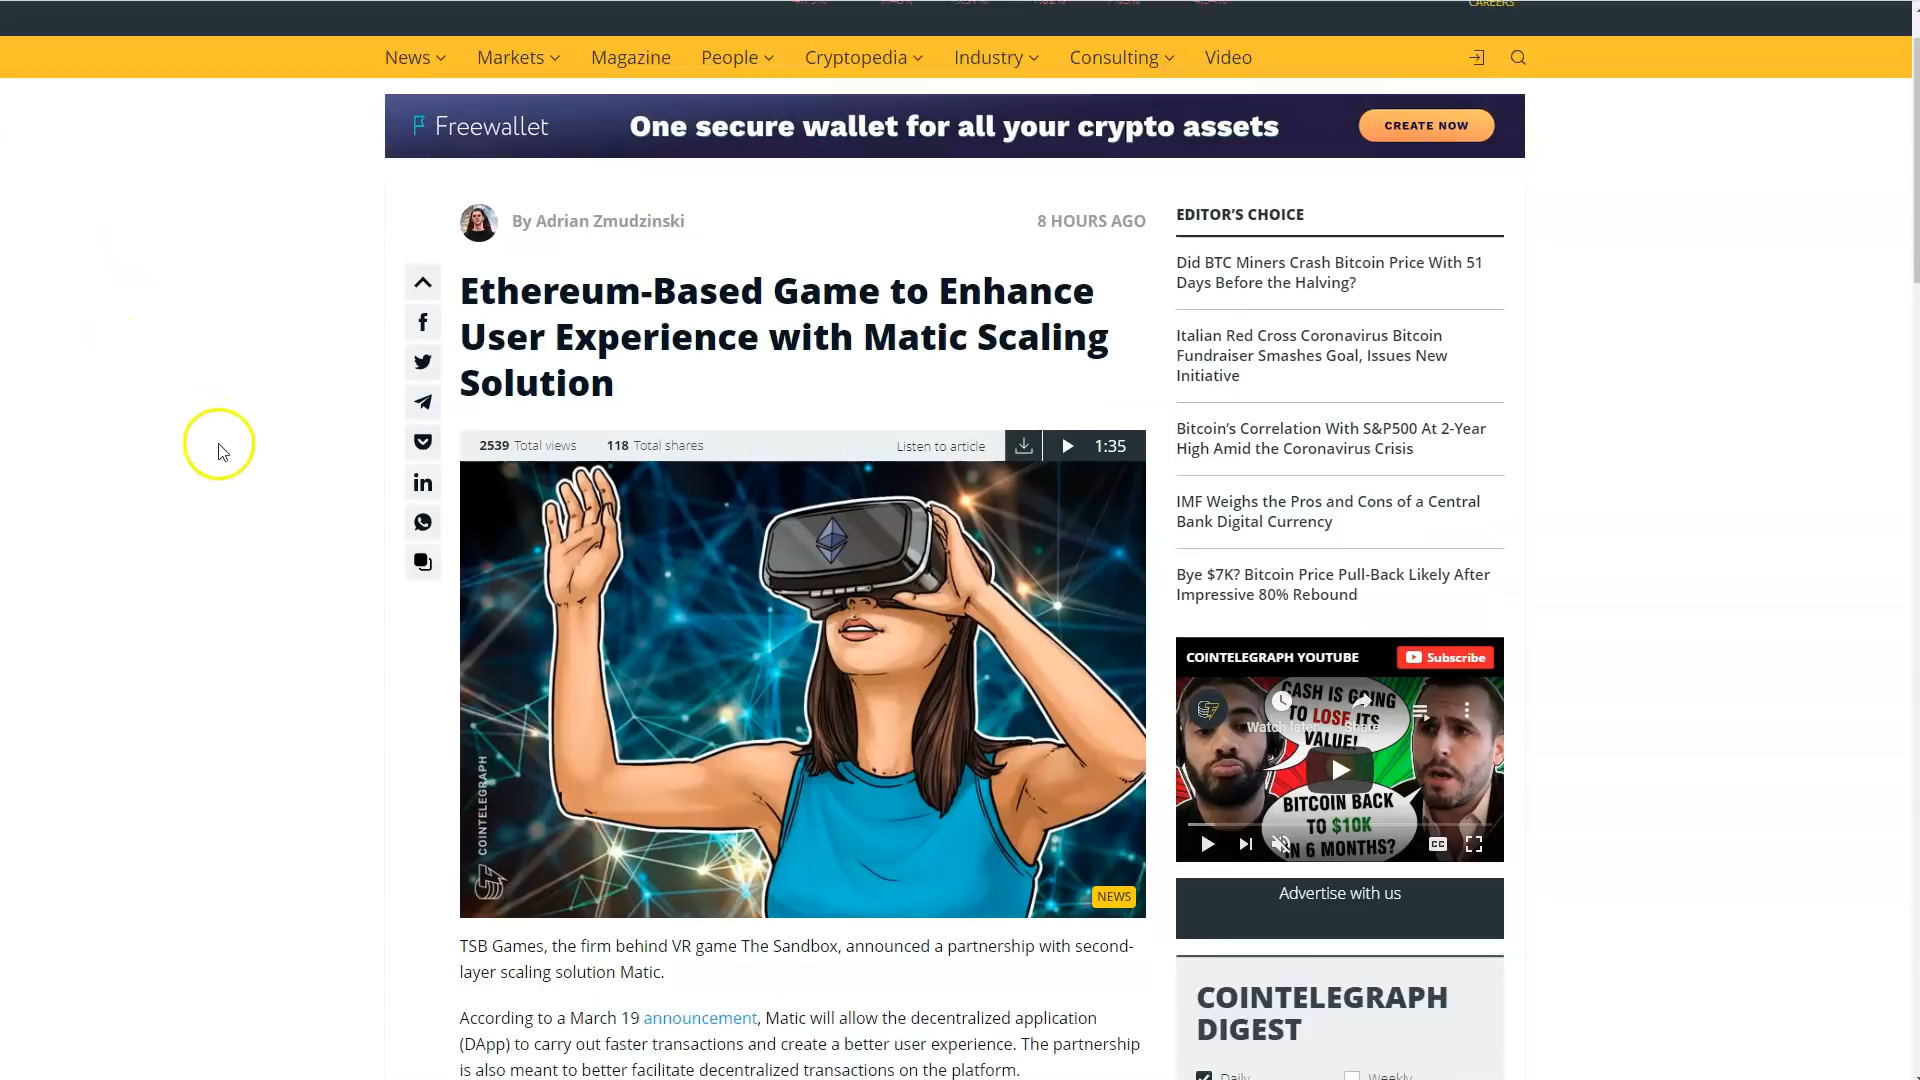 CAREERS
News
Markets
Magazine
People
Cryptopedia
Industry
Consulting
Video
Freewallet
One secure wallet for all your crypto assets
CREATE NOW
By Adrian Zmudzinski
8 HOURS AGO
Ethereum-Based Game to Enhance
User Experience with Matic Scaling
Solution
2539 Total views
118 Total shares
Listen to article
1:35
COINTELEGRAPH
NEWS
TSB Games, the firm behind VR game The Sandbox, announced a partnership with second-
layer scaling solution Matic.
According to a March 19 announcement, Matic will allow the decentralized application
(DApp) to carry out faster transactions and create a better user experience. The partnership
is also meant to better facilitate decentralized transactions on the platform.
EDITOR'S CHOICE
Did BTC Miners Crash Bitcoin Price With 51
Days Before the Halving?
Italian Red Cross Coronavirus Bitcoin
Fundraiser Smashes Goal, Issues New
Initiative
Bitcoin's Correlation With S&P500 At 2-Year
High Amid the Coronavirus Crisis
IMF Weighs the Pros and Cons of a Central
Bank Digital Currency
Bye $7K? Bitcoin Price Pull-Back Likely After
Impressive 80% Rebound
COINTELEGRAPH YOUTUBE
Subscribe
CASH IS GOING
TO LOSE ITS
VALUE!
Watch later
Share
BITCOIN BACK
TO $10K
IN 6 MONTHS?
CC
Advertise with us
COINTELEGRAPH
DIGEST
Daily
Weekly